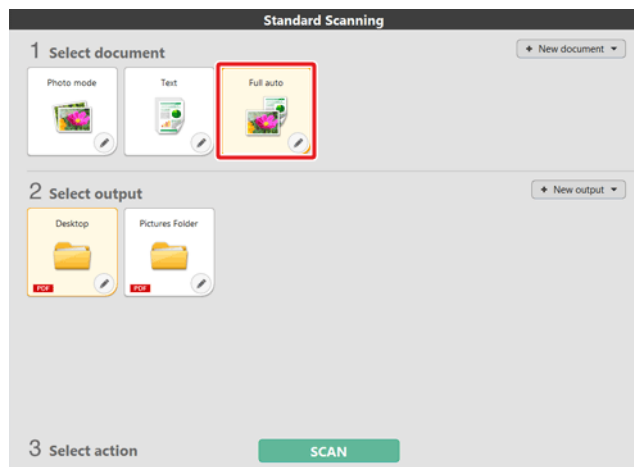 Standard Scanning
1 Select document
+ New document
Photo mode
Text
Full auto
2 Select output
+ New output
Desktop
Pictures Folder
PDF
PDF
3 Select action
SCAN